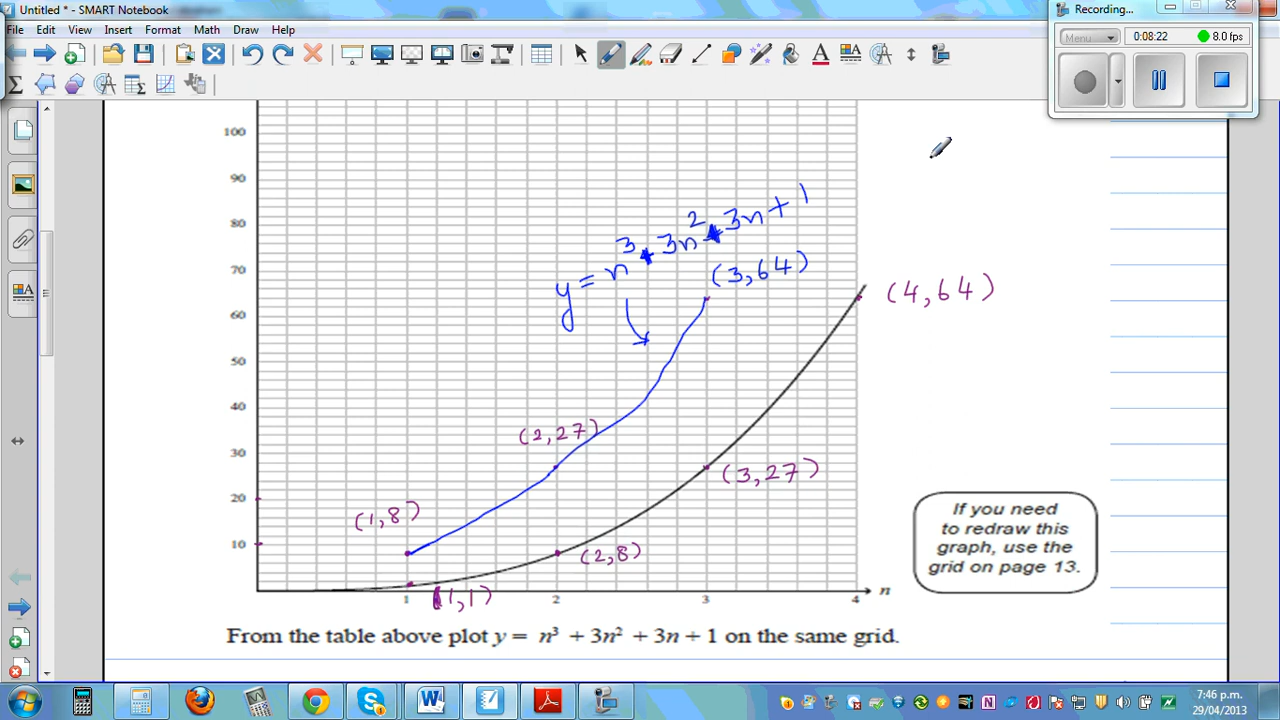 Untitled * - SMART Notebook
File Edit View Insert Format Math Draw Help
Recording...
Menu 0:08:22 8.0 fps
100
90
80
70
60
50
40
30
20
10
y = n³ + 3n² + 3n + 1
(3,64)
(4,64)
(2,27)
(3,27)
(1,8)
(2,8)
(1,1)
1 2 3 4 n
If you need
to redraw this
graph, use the
grid on page 13.
From the table above plot y = n³ + 3n² + 3n + 1 on the same grid.
7:46 p.m.
29/04/2013